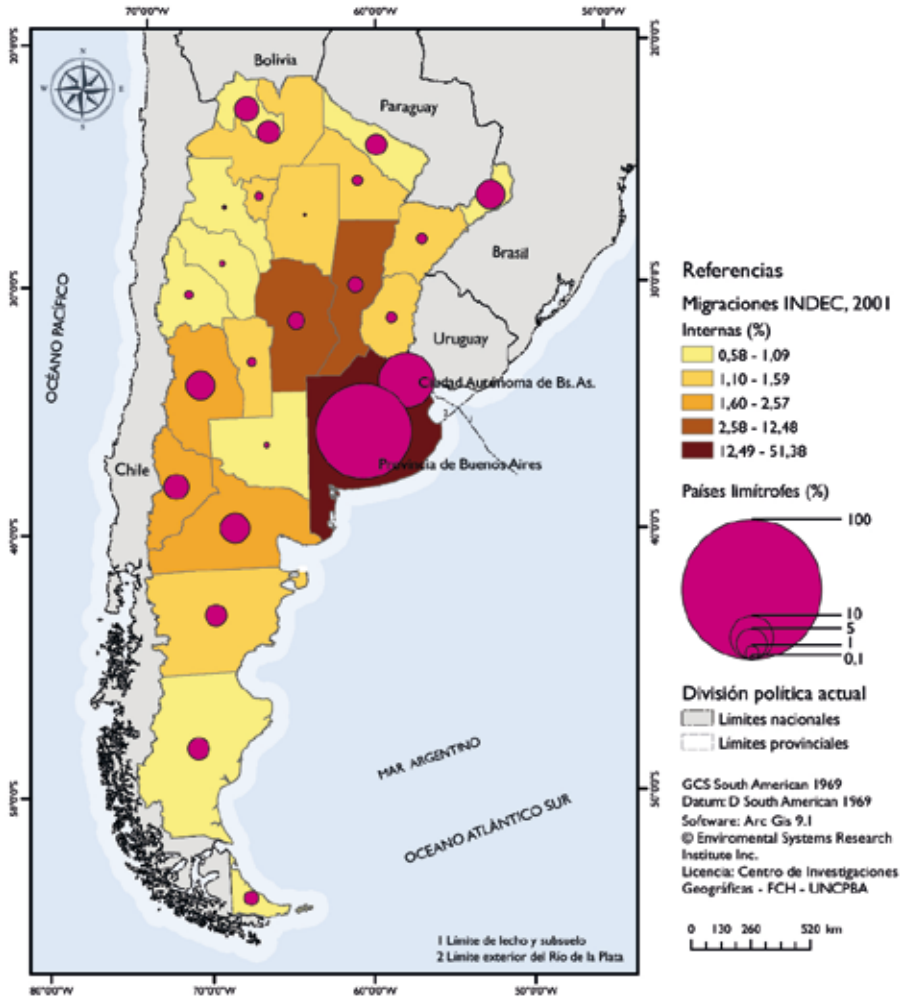 70°00'W 60°00'W 50°00'W
20°00'S
20°00'S
N
W E
S
Bolivia
Paraguay
Brasil
30°00'S
30°00'S
OCÉANO PACÍFICO
Uruguay
Ciudad Autónoma de Bs. As.
2 1
Chile
Provincia de Buenos Aires
40°00'S
40°00'S
MAR ARGENTINO
50°00'S
50°00'S
OCEANO ATLÁNTICO SUR
1 Límite de lecho y subsuelo
2 Límite exterior del Río de la Plata
80°00'W 70°00'W 60°00'W 50°00'W
Referencias
Migraciones INDEC, 2001
Internas (%)
0,58 - 1,09
1,10 - 1,59
1,60 - 2,57
2,58 - 12,48
12,49 - 51,38
Países limítrofes (%)
100
10
5
1
0,1
División política actual
Límites nacionales
Límites provinciales
GCS South American 1969
Datum: D South American 1969
Software: Arc Gis 9.1
© Enviromental Systems Research
Institute Inc.
Licencia: Centro de Investigaciones
Geográficas - FCH - UNCPBA
0 130 260 520 km